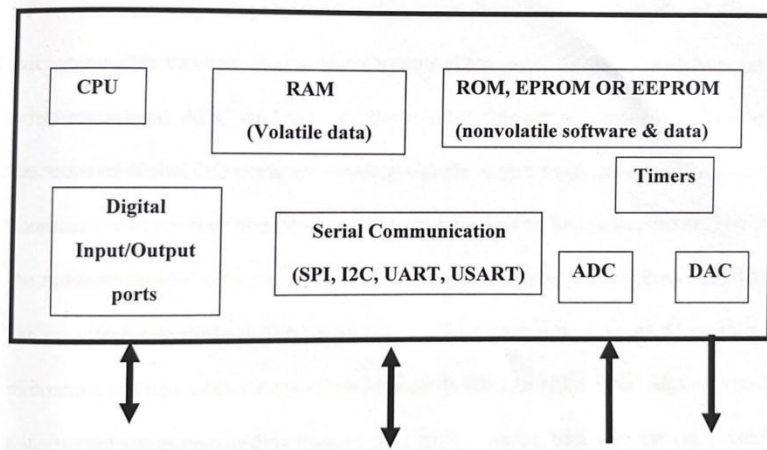 CPU
RAM
(Volatile data)
ROM, EPROM OR EEPROM
(nonvolatile software & data)
Timers
Digital
Input/Output
ports
Serial Communication
(SPI, I2C, UART, USART)
ADC
DAC